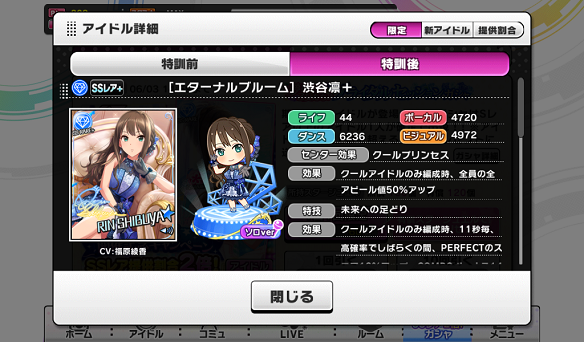 アイドル詳細
限定 新アイドル 提供割合
特訓前 特訓後
SSレア+ [エターナルブルーム] 渋谷凛+
ライフ 44 ボーカル 4720
ダンス 6236 ビジュアル 4972
センター効果 クールプリンセス
効果 クールアイドルのみ編成時、全員の全
アピール値50%アップ
特技 未来への足どり
効果 クールアイドルのみ編成時、11秒毎、
高確率でしばらくの間、PERFECTのス
RIN SHIBUYA
ソロver
CV:福原綾香
閉じる
ホーム アイドル コミュ LIVE ルーム ガシャ メニュー